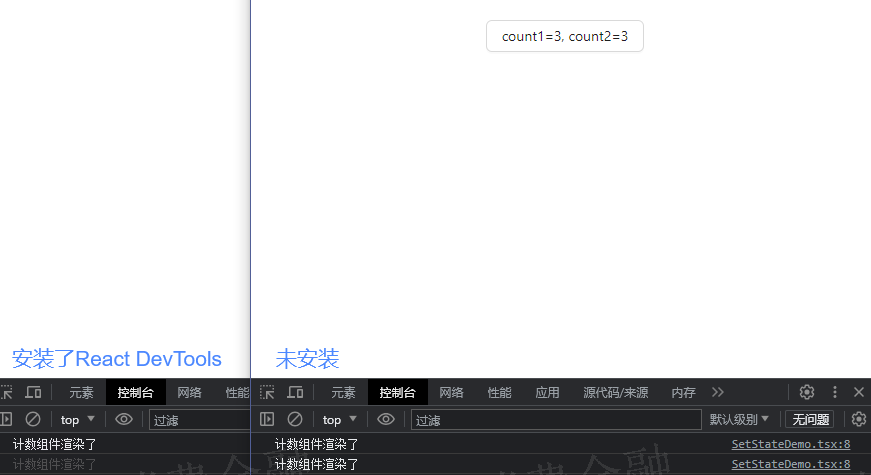 count1=3, count2=3
安装了React DevTools
未安装
元素 控制台 网络 性能
元素 控制台 网络 性能 应用 源代码/来源 内存
top 过滤
top 过滤 默认级别 无问题
计数组件渲染了
计数组件渲染了 SetStateDemo.tsx:8
计数组件渲染了
计数组件渲染了 SetStateDemo.tsx:8